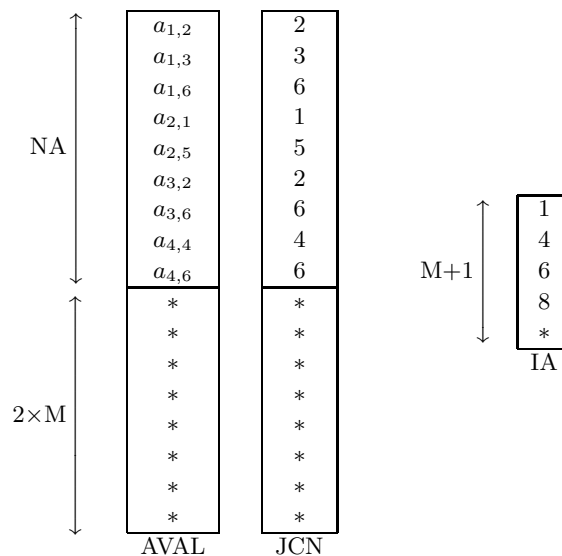 a1,2 2
a1,3 3
a1,6 6
a2,1 1
NA a2,5 5
a3,2 2
a3,6 6 1
a4,4 4 4
a4,6 6 M+1 6
* * 8
* * *
* * IA
* *
2×M * *
* *
* *
* *
AVAL JCN